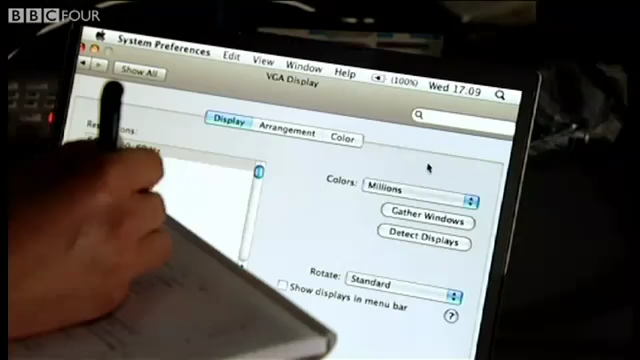 BBC FOUR
System Preferences Edit View Window Help (100%) Wed 17.09
Show All
VGA Display
Display Arrangement Color
Colors: Millions
Gather Windows
Detect Displays
Rotate: Standard
Show displays in menu bar
?